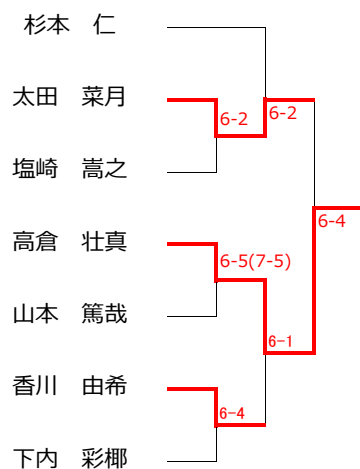 杉本　仁
太田　菜月
6-2
6-2
塩崎　嵩之
6-4
高倉　壮真
6-5(7-5)
山本　篤哉
6-1
香川　由希
6-4
下内　彩椰